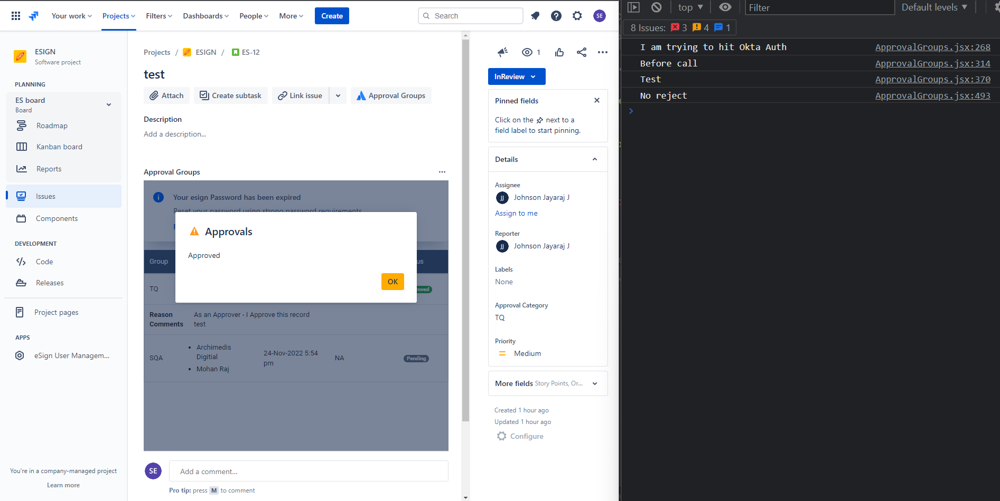 Your work
Projects
Filters
Dashboards
People
More
Create
Search
SE
ESIGN
Software project
PLANNING
ES board
Board
Roadmap
Kanban board
Reports
Issues
Components
DEVELOPMENT
Code
Releases
Project pages
APPS
eSign User Managem...
You're in a company-managed project
Learn more
Projects / ESIGN / ES-12
test
Attach
Create subtask
Link issue
Approval Groups
Description
Add a description...
Approval Groups
Your esign Password has been expired
Reset your password using strong password requirements
Approvals
Approved
OK
Group
us
TQ
roved
Reason As an Approver - I Approve this record
Comments test
SQA
Archimedis
Digitial
Mohan Raj
24-Nov-2022 5:54
pm
NA
Pending
SE
Add a comment...
Pro tip: press M to comment
1
InReview
Pinned fields
Click on the next to a
field label to start pinning.
Details
Assignee
JJ Johnson Jayaraj J
Assign to me
Reporter
JJ Johnson Jayaraj J
Labels
None
Approval Category
TQ
Priority
Medium
More fields Story Points, Or...
Created 1 hour ago
Updated 1 hour ago
Configure
top
Filter
Default levels
8 Issues: 3 4 1
I am trying to hit Okta Auth ApprovalGroups.jsx:268
Before call ApprovalGroups.jsx:314
Test ApprovalGroups.jsx:370
No reject ApprovalGroups.jsx:493